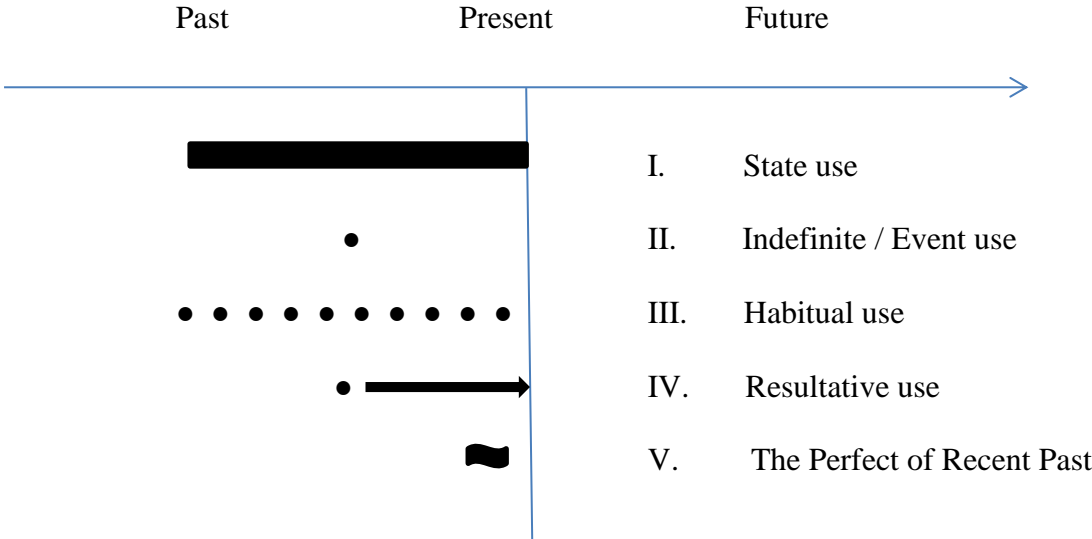 Past Present Future
I. State use
II. Indefinite / Event use
III. Habitual use
IV. Resultative use
V. The Perfect of Recent Past